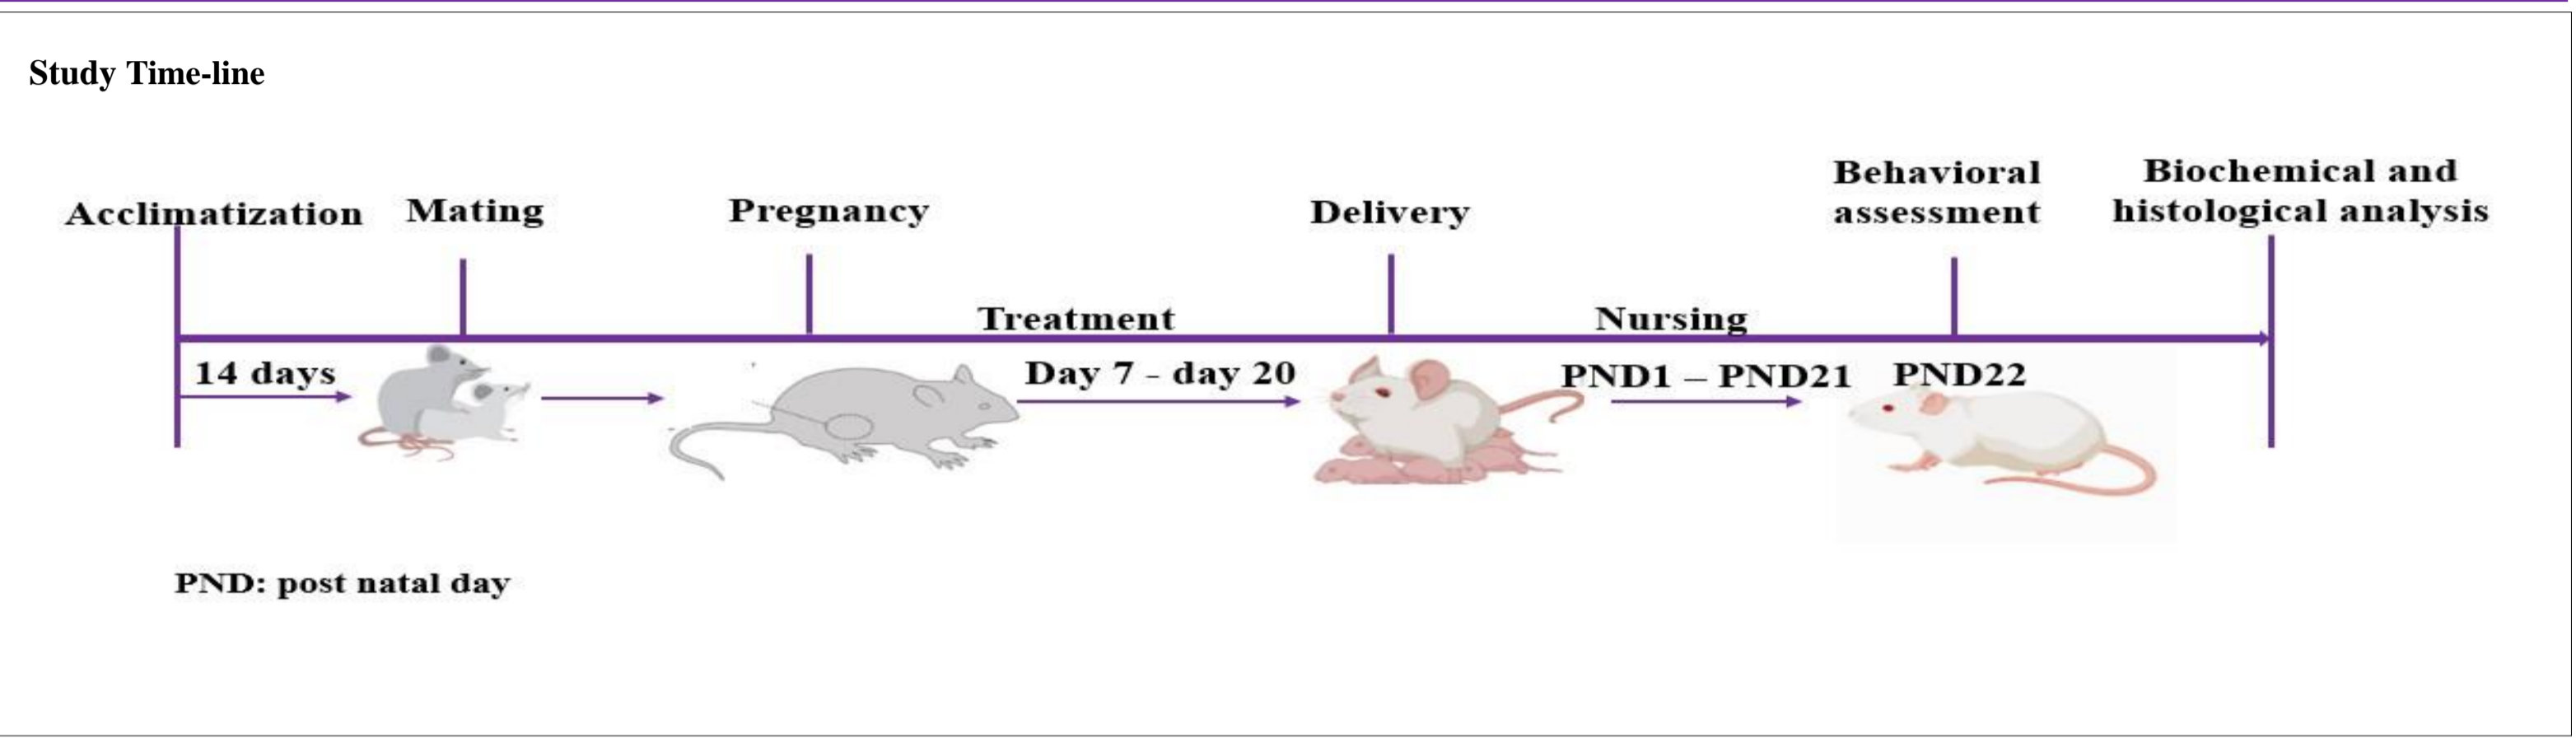 Study Time-line
Acclimatization
Mating
Pregnancy
Delivery
Behavioral
assessment
Biochemical and
histological analysis
Treatment
Nursing
14 days
Day 7 - day 20
PND1 – PND21
PND22
PND: post natal day